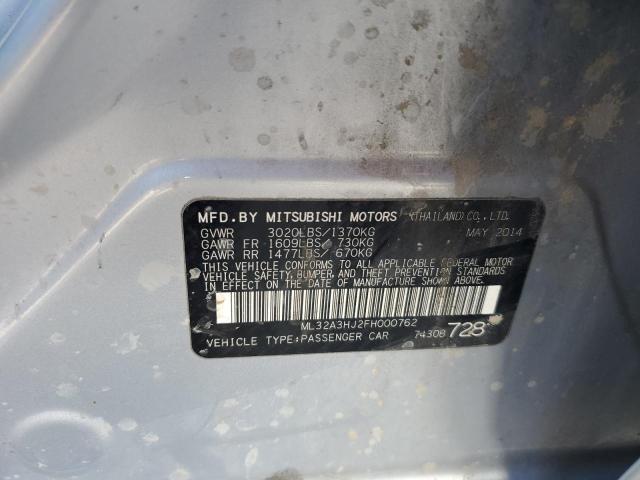 MFD.BY MITSUBISHI MOTORS (THAILAND) CO.,LTD.
GVWR 3020LBS/1370KG MAY 2014
GAWR FR 1609LBS/ 730KG
GAWR RR 1477LBS/ 670KG
THIS VEHICLE CONFORMS TO ALL APPLICABLE FEDERAL MOTOR
VEHICLE SAFETY,BUMPER,AND THEFT PREVENTION STANDARDS
IN EFFECT ON THE DATE OF MANUFACTURE SHOWN ABOVE.
ML32A3HJ2FH000762
VEHICLE TYPE:PASSENGER CAR 74308 728